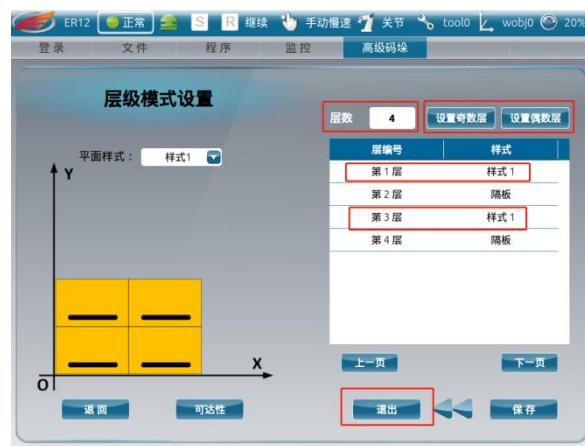 ER12 正常 S R 继续 手动慢速 关节 tool0 wobj0 20%
登录 文件 程序 监控 高级码垛
层级模式设置
层数 4 设置奇数层 设置偶数层
平面样式： 样式1
层编号 样式
第 1 层 样式 1
第 2 层 隔板
第 3 层 样式 1
第 4 层 隔板
Y
X
O
上一页 下一页
返回 可达性 退出 保存